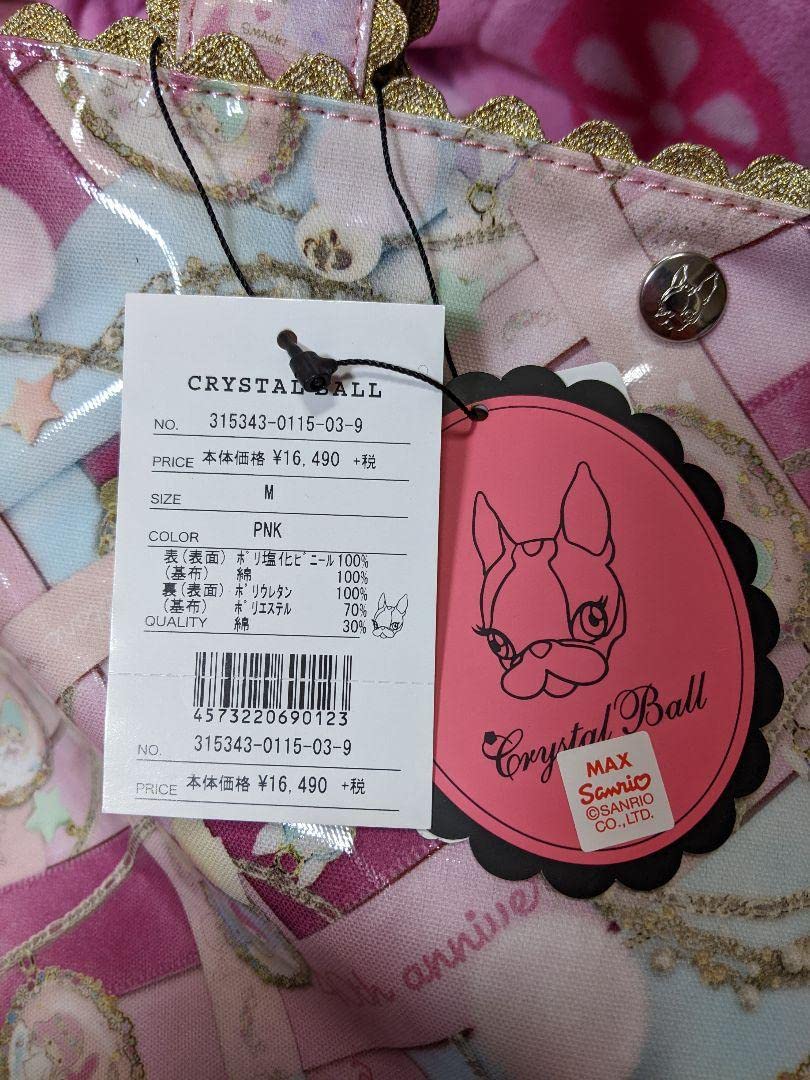 SMACK!
CRYSTAL BALL
NO. 315343-0115-03-9
PRICE 本体価格 ¥16,490 +税
SIZE M
COLOR PNK
表(表面) ポリ塩化ビニール 100%
(基布) 綿 100%
裏(表面) ポリウレタン 100%
(基布) ポリエステル 70%
QUALITY 綿 30%
4573220690123
NO. 315343-0115-03-9
PRICE 本体価格 ¥16,490 +税
Crystal Ball
MAX
Sanrio
©SANRIO
CO.,LTD.